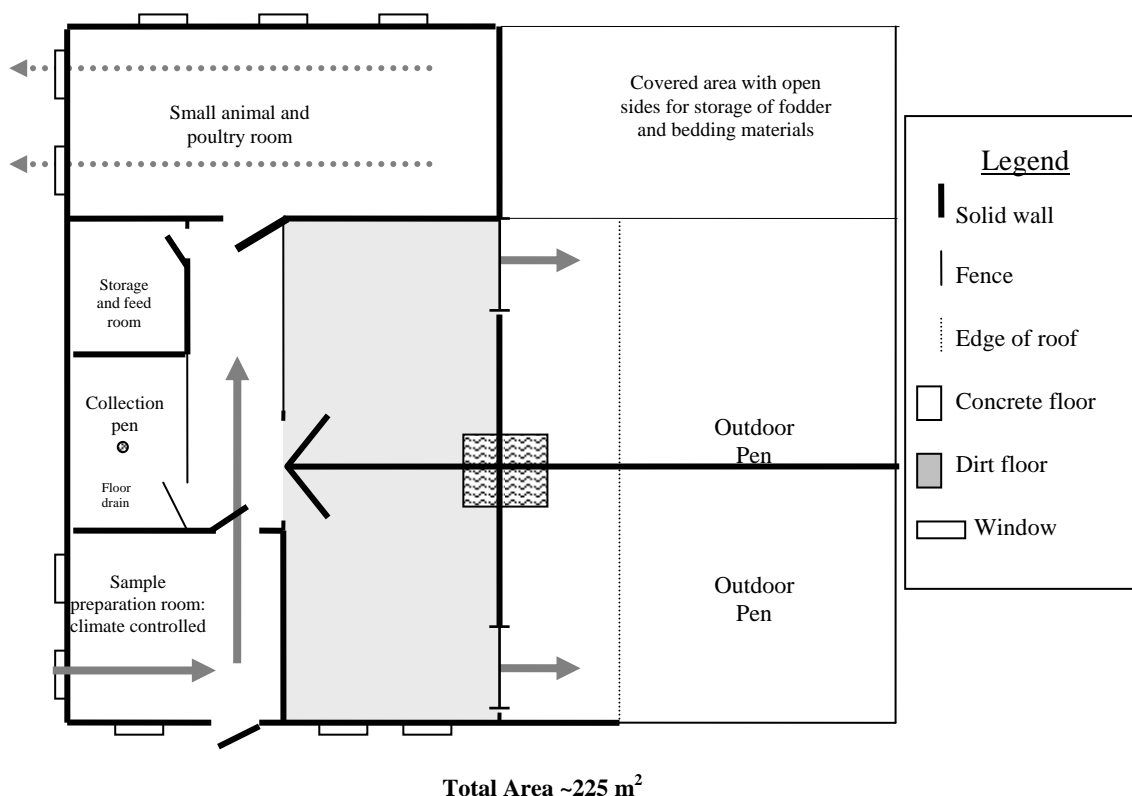 Small animal and
poultry room
Covered area with open
sides for storage of fodder
and bedding materials
Legend
Solid wall
Fence
Edge of roof
Concrete floor
Dirt floor
Window
Storage
and feed
room
Collection
pen
Floor
drain
Outdoor
Pen
Sample
preparation room:
climate controlled
Outdoor
Pen
Total Area ~225 m²